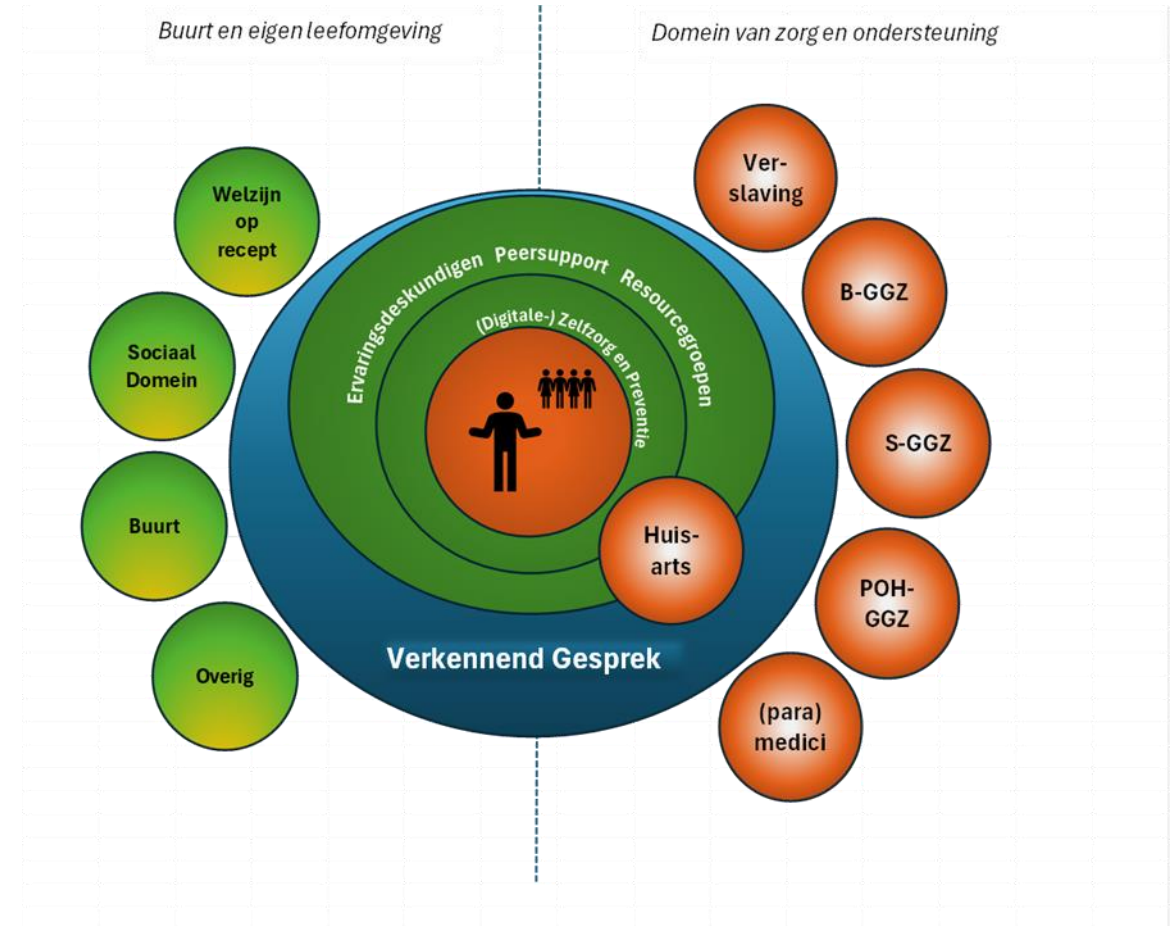 Buurt en eigen leefomgeving
Domein van zorg en ondersteuning
Welzijn
op
recept
Sociaal
Domein
Buurt
Overig
Ervaringsdeskundigen Peersupport Resourcegroepen
(Digitale-) Zelfzorg en Preventie
Huis-
arts
Verkennend Gesprek
Ver-
slaving
B-GGZ
S-GGZ
POH-
GGZ
(para)
medici